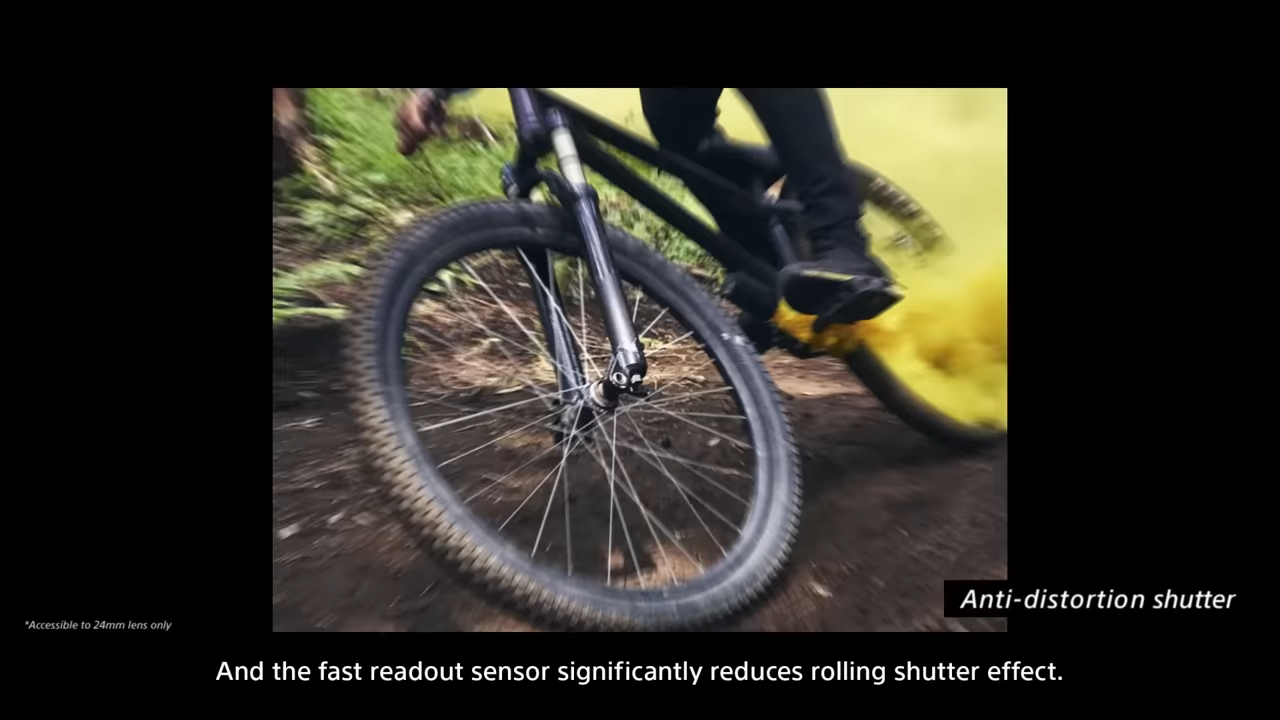 Anti-distortion shutter
*Accessible to 24mm lens only
And the fast readout sensor significantly reduces rolling shutter effect.